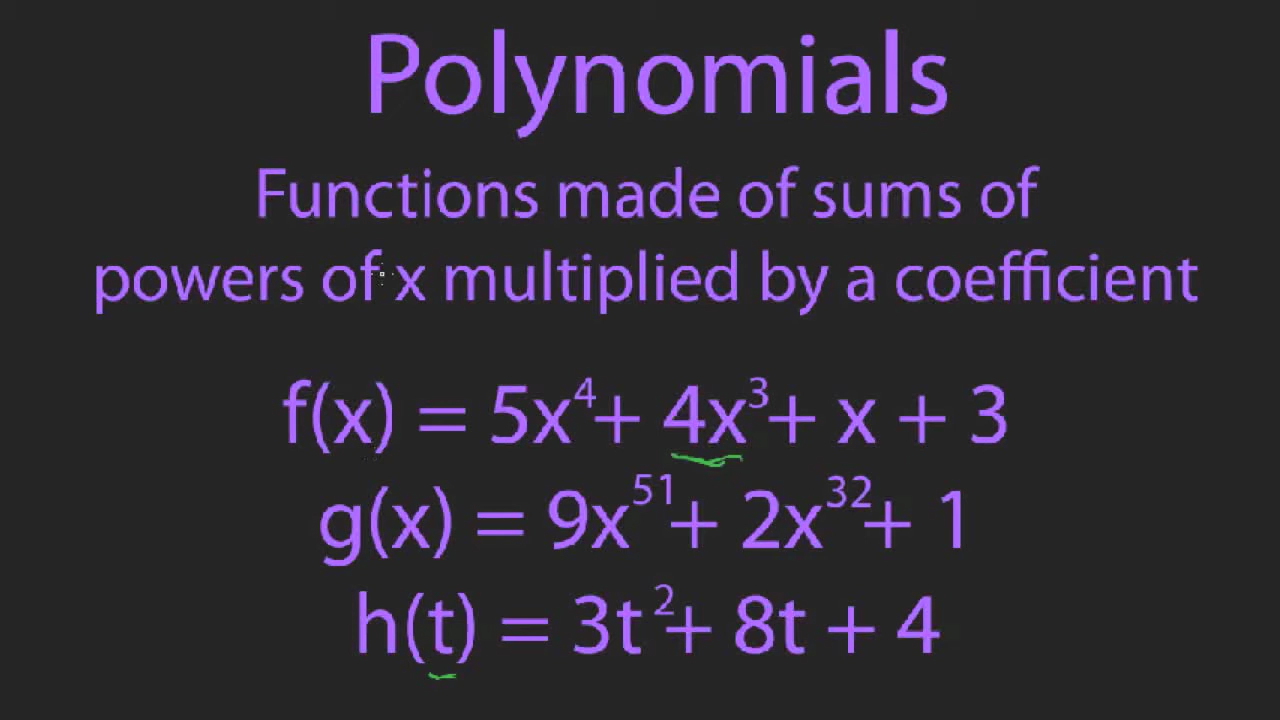 Polynomials
Functions made of sums of
powers of x multiplied by a coefficient
f(x) = 5x⁴+ 4x³+ x + 3
g(x) = 9x⁵¹+ 2x³²+ 1
h(t) = 3t²+ 8t + 4